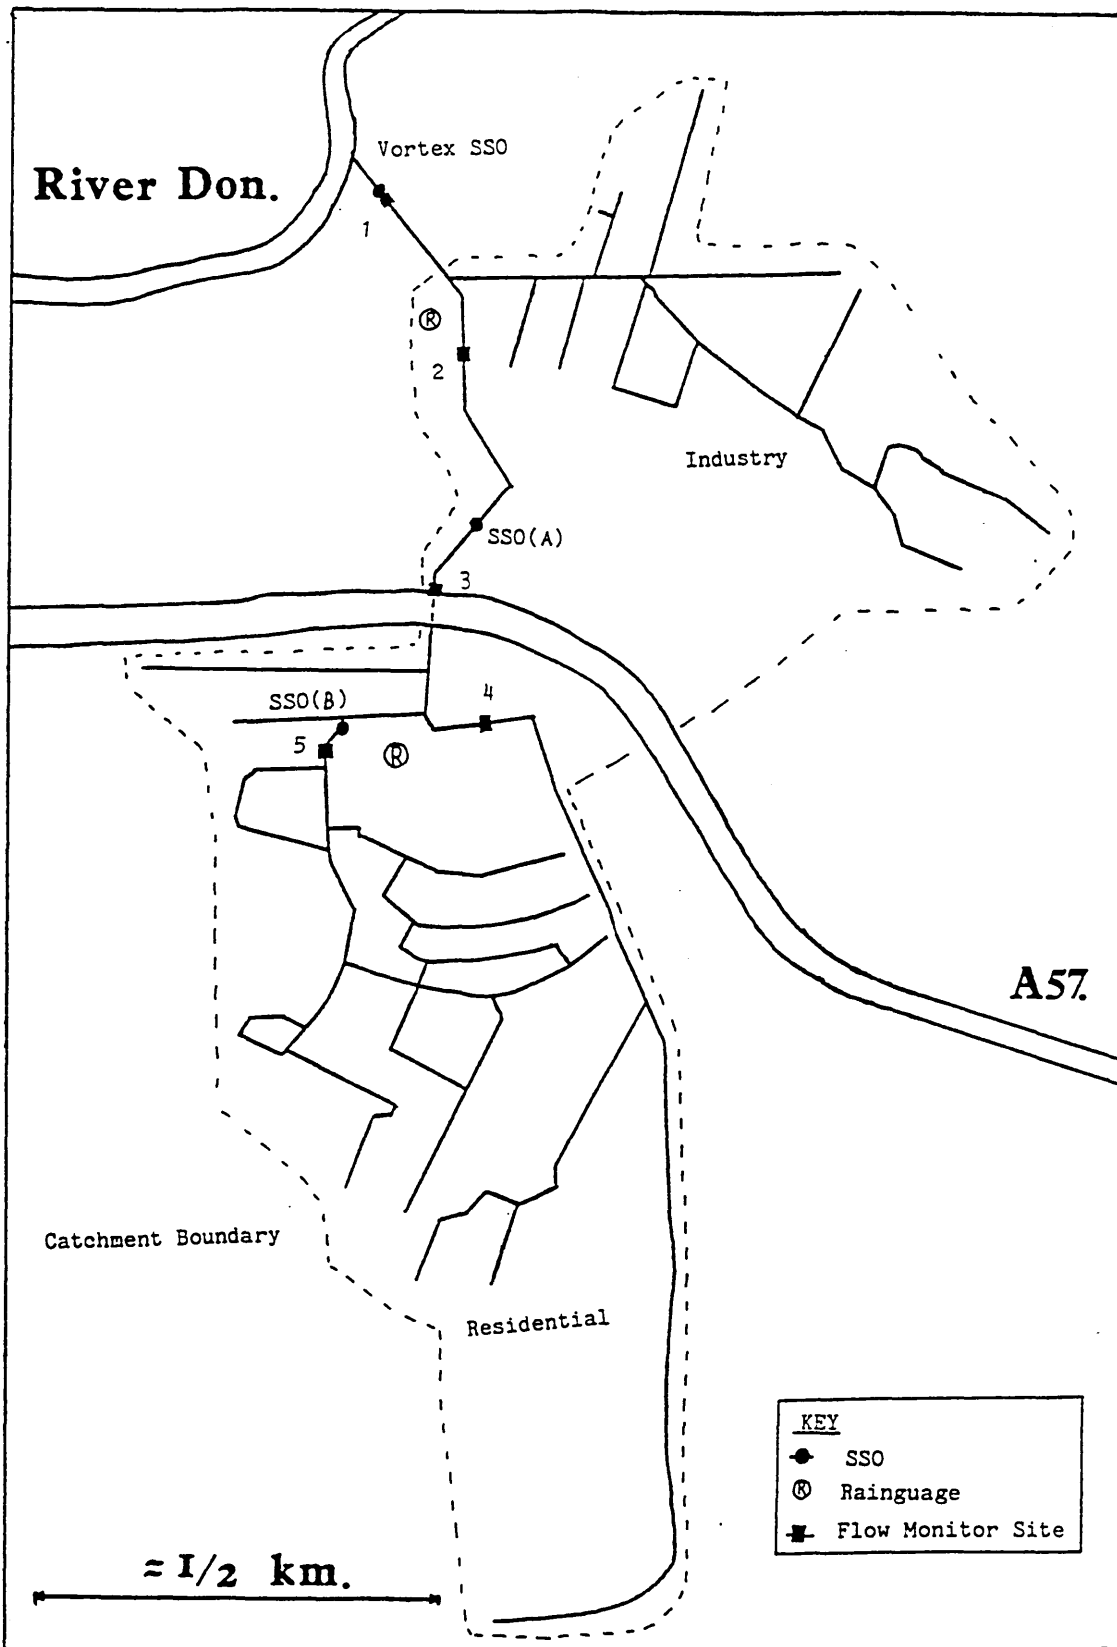 Vortex SSO
River Don.
1
R
2
Industry
SSO(A)
3
SSO(B)
4
5
R
A57.
Catchment Boundary
Residential
KEY
SSO
R Rainguage
Flow Monitor Site
≈ 1/2 km.